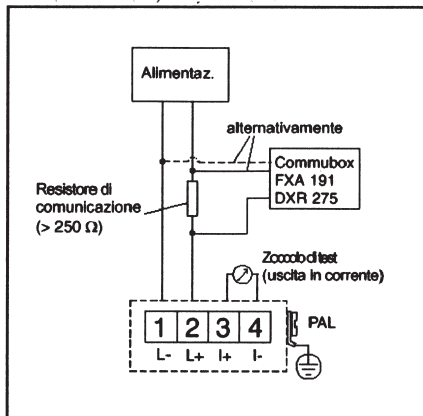 Alimentaz.
alternativamente
Commubox
FXA 191
DXR 275
Resistore di
comunicazione
(> 250 Ω)
Zoccolo di test
(uscita in corrente)
1 2 3 4
L- L+ I+ I-
PAL